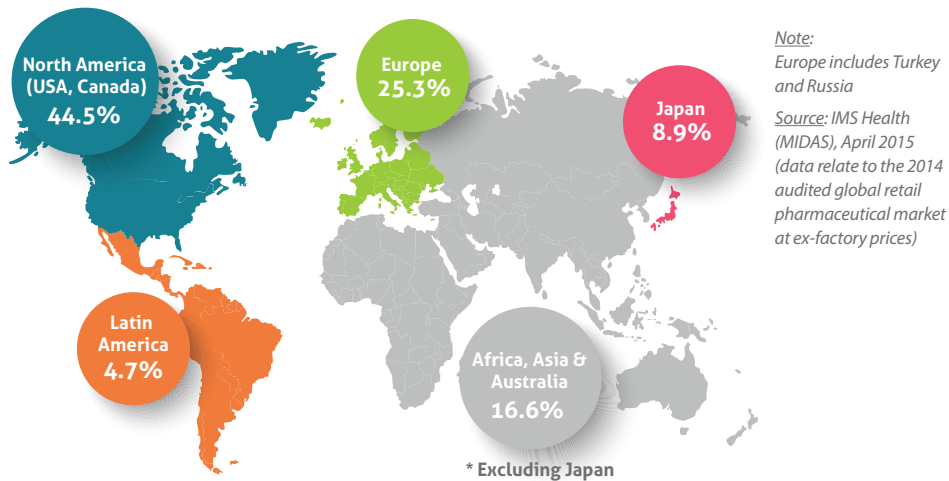 North America
(USA, Canada)
44.5%
Europe
25.3%
Japan
8.9%
Latin
America
4.7%
Africa, Asia &
Australia
16.6%
* Excluding Japan
Note:
Europe includes Turkey
and Russia
Source: IMS Health
(MIDAS), April 2015
(data relate to the 2014
audited global retail
pharmaceutical market
at ex-factory prices)